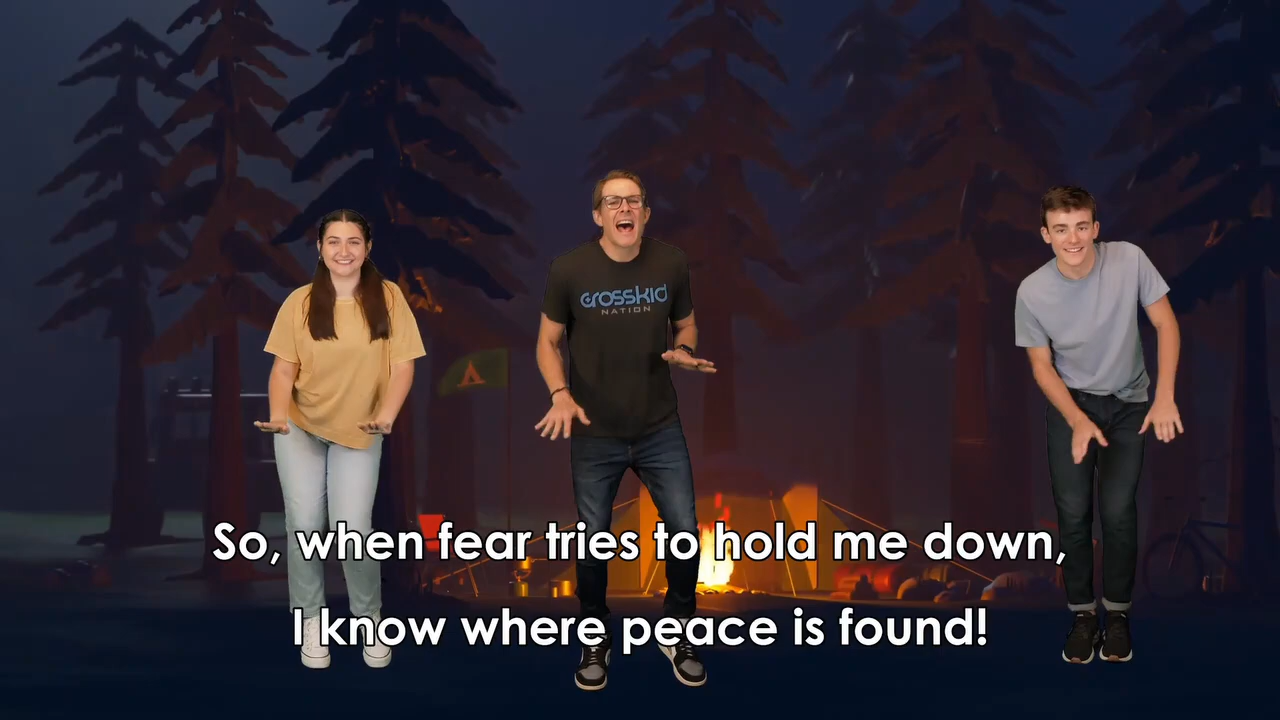 crosskid
NATION
So, when fear tries to hold me down,
I know where peace is found!